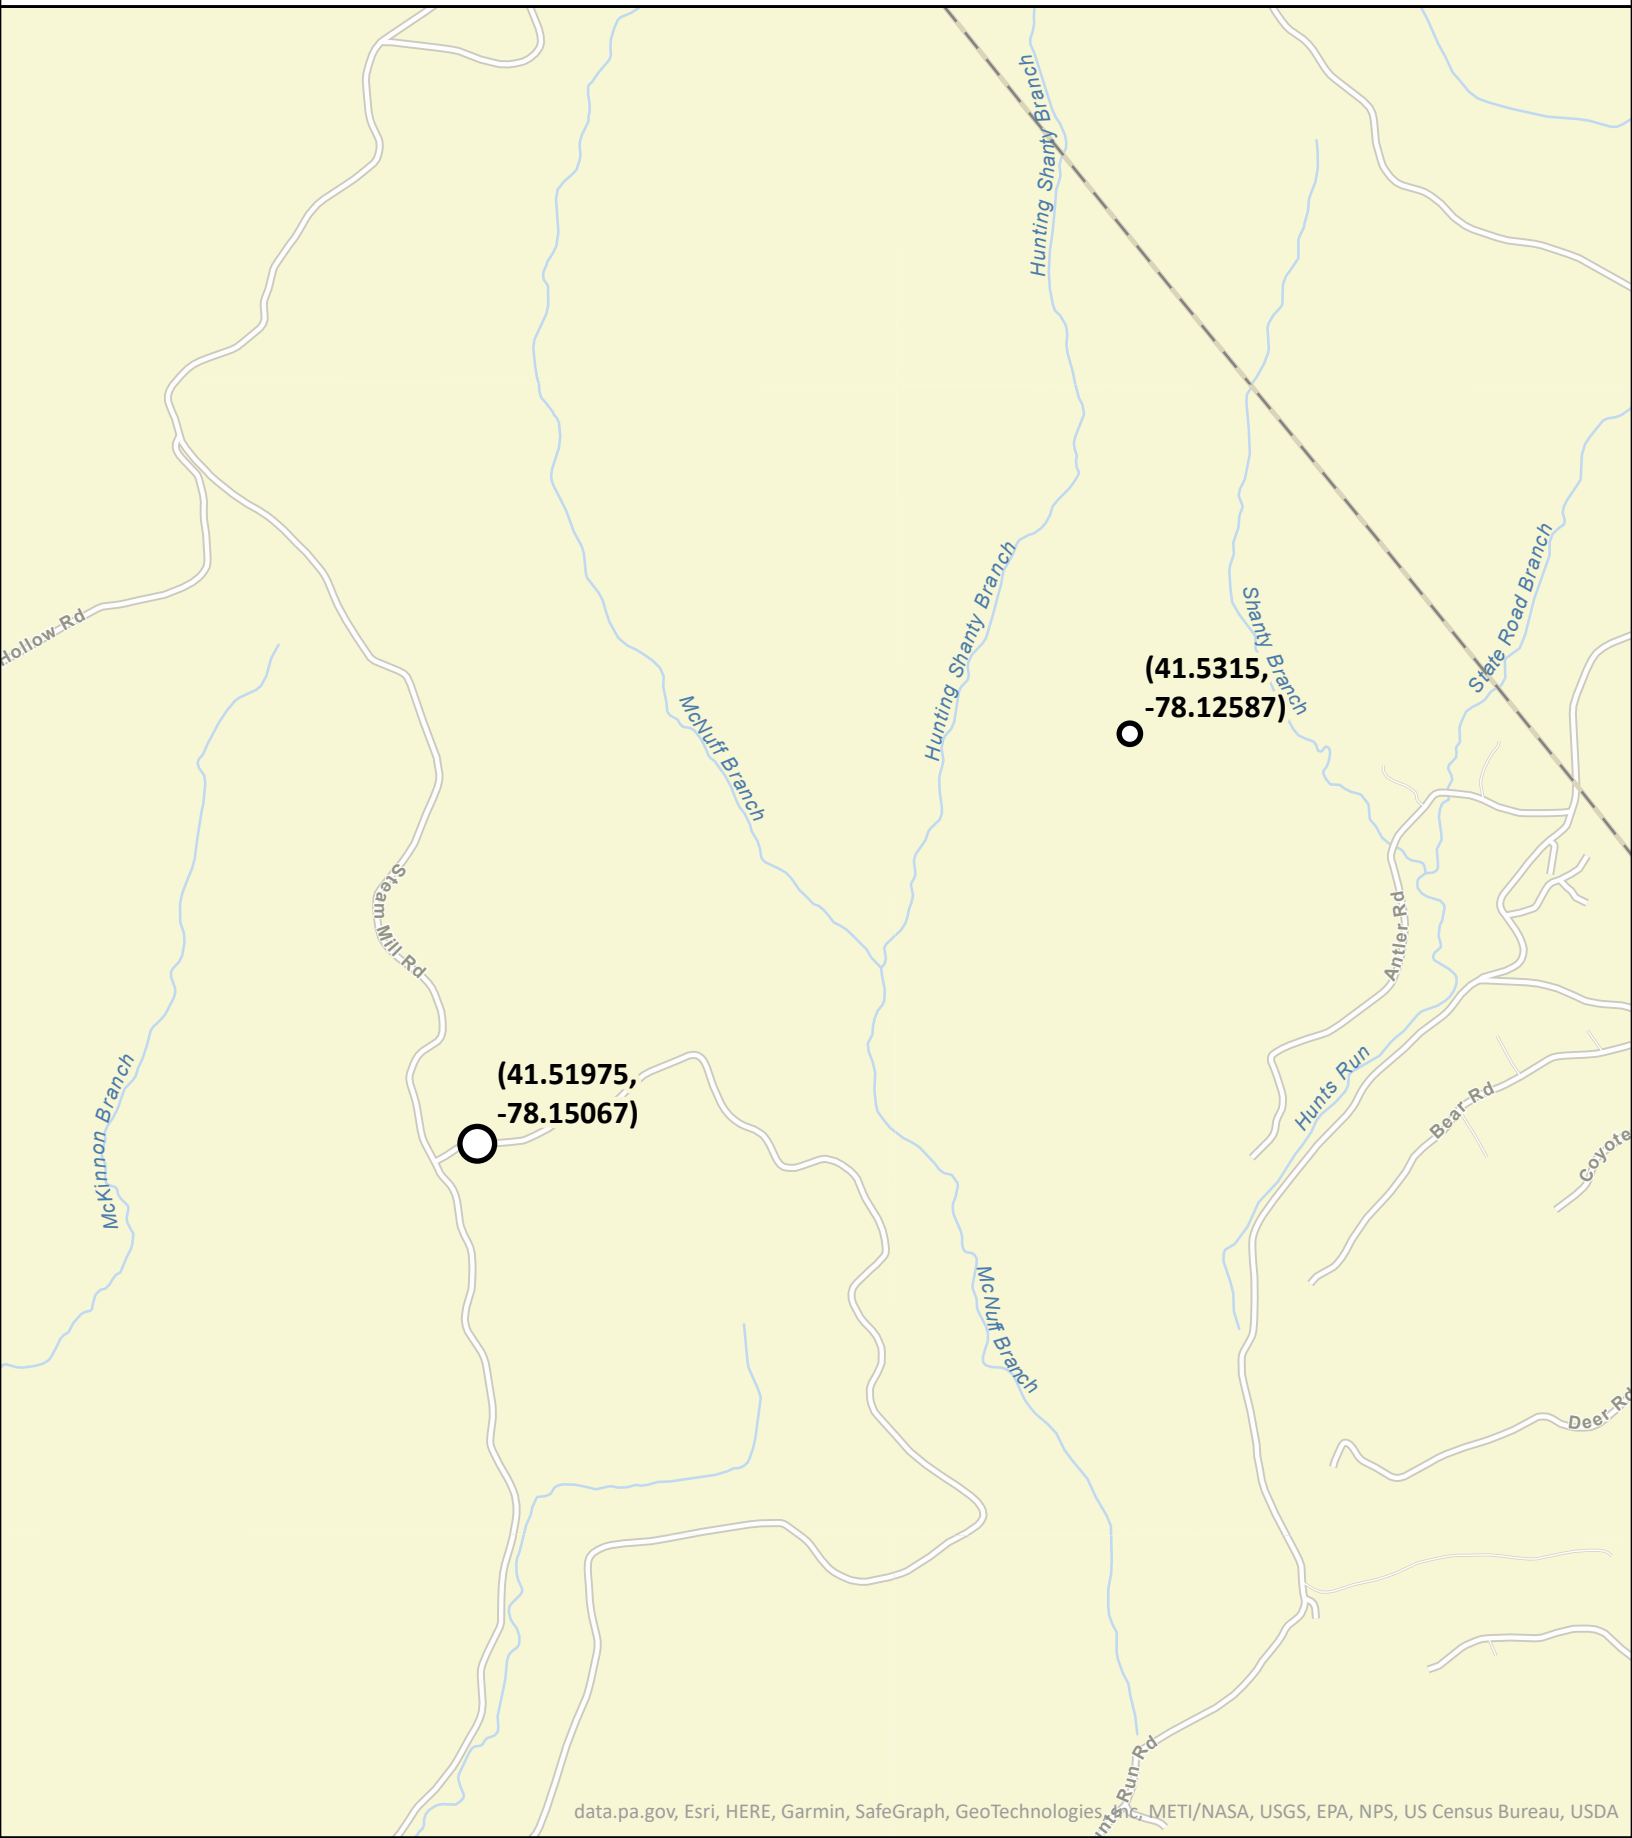 Hunting Shanty Branch
Hollow Rd
Hunting Shanty Branch
Shanty Branch
State Road Branch
(41.5315,
-78.12587)
McNuff Branch
Steam Mill Rd
Antler Rd
McKinnon Branch
(41.51975,
-78.15067)
Hunts Run
Bear Rd
Coyote
McNuff Branch
Deer Rd
nts Run Rd
data.pa.gov, Esri, HERE, Garmin, SafeGraph, GeoTechnologies, Inc, METI/NASA, USGS, EPA, NPS, US Census Bureau, USDA